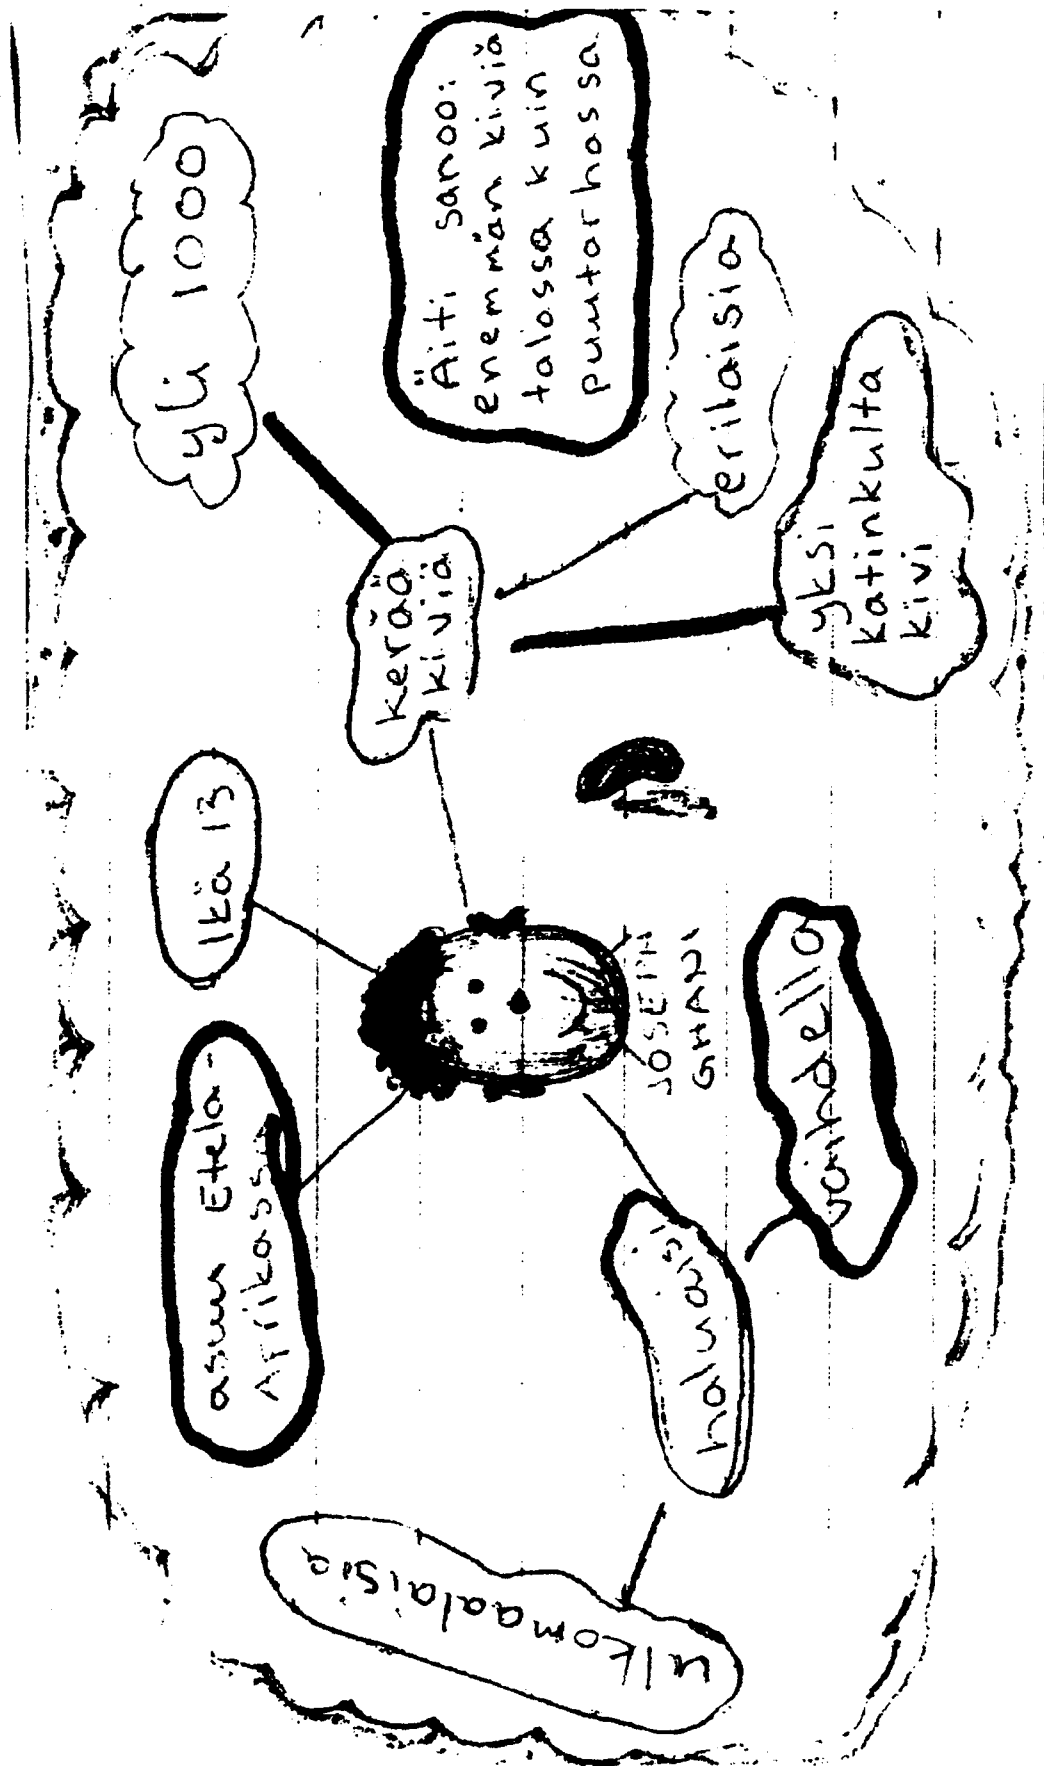 yli 1000
Äiti sanoo:
enemmän kiviä
talossa kuin
puutarhassa
kerää
kiviä
erilaisia
yksi
katinkulta
kivi
Ikä 13
asuu Etelä-
Afrikassa
JOSEPH
GHANI
haluaisi
vaihdella
ulkomaalaisia